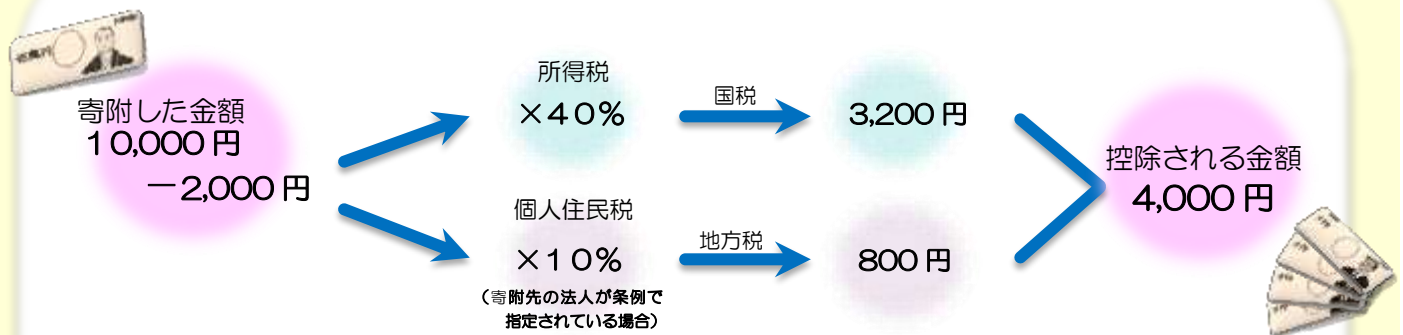 寄附した金額
10,000 円
－2,000 円
所得税
×40％
国税
3,200 円
個人住民税
×10％
（寄附先の法人が条例で
指定されている場合）
地方税
800 円
控除される金額
4,000 円